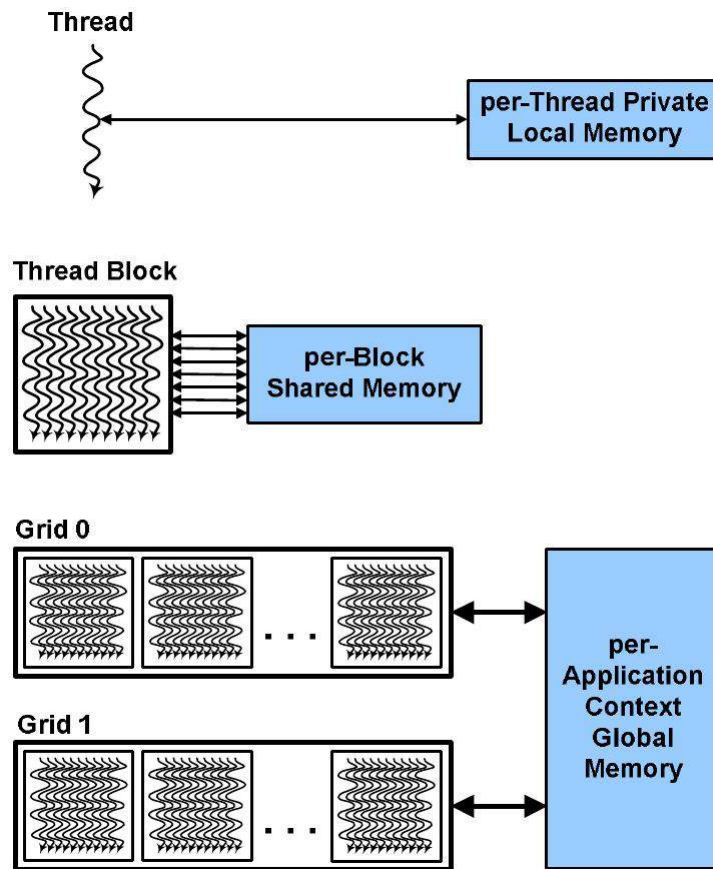 Thread
per-Thread Private
Local Memory
Thread Block
per-Block
Shared Memory
Grid 0
. . .
Grid 1
. . .
per-
Application
Context
Global
Memory